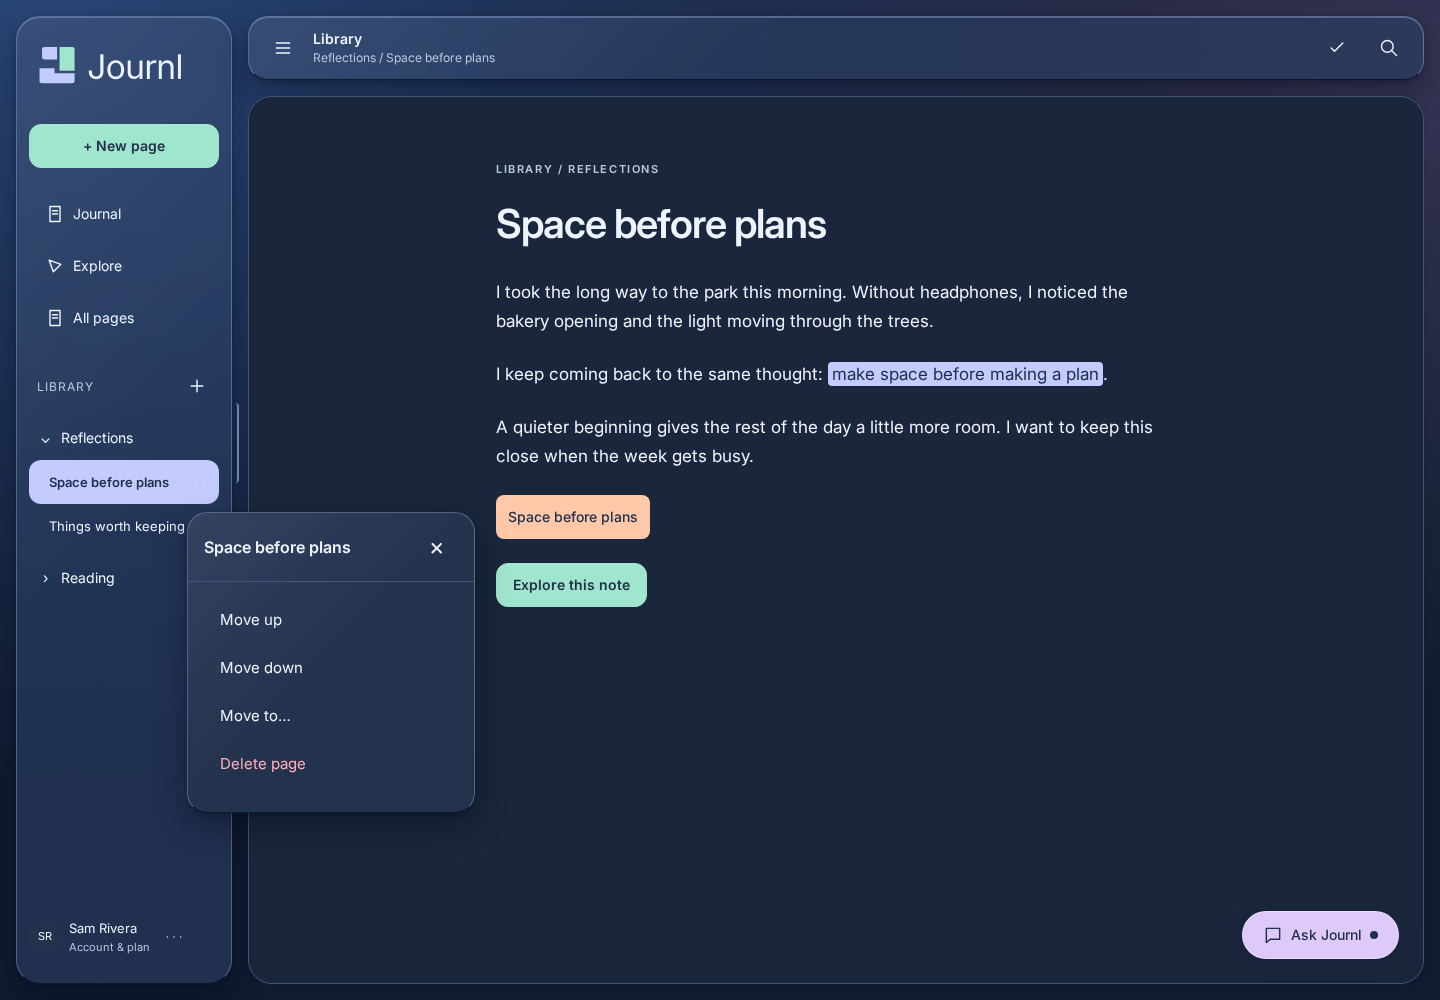 Journl
+ New page
Journal
Explore
All pages
LIBRARY
Reflections
Space before plans
Things worth keeping
Reading
SR
Sam Rivera
Account & plan
Library
Reflections / Space before plans
LIBRARY / REFLECTIONS
Space before plans
I took the long way to the park this morning. Without headphones, I noticed the
bakery opening and the light moving through the trees.
I keep coming back to the same thought: make space before making a plan.
A quieter beginning gives the rest of the day a little more room. I want to keep this
close when the week gets busy.
Space before plans
Explore this note
Space before plans
Move up
Move down
Move to...
Delete page
Ask Journl